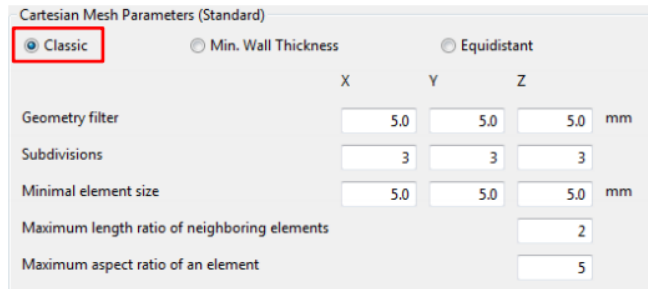 Cartesian Mesh Parameters (Standard)
Classic Min. Wall Thickness Equidistant
X Y Z
Geometry filter 5.0 5.0 5.0 mm
Subdivisions 3 3 3
Minimal element size 5.0 5.0 5.0 mm
Maximum length ratio of neighboring elements 2
Maximum aspect ratio of an element 5